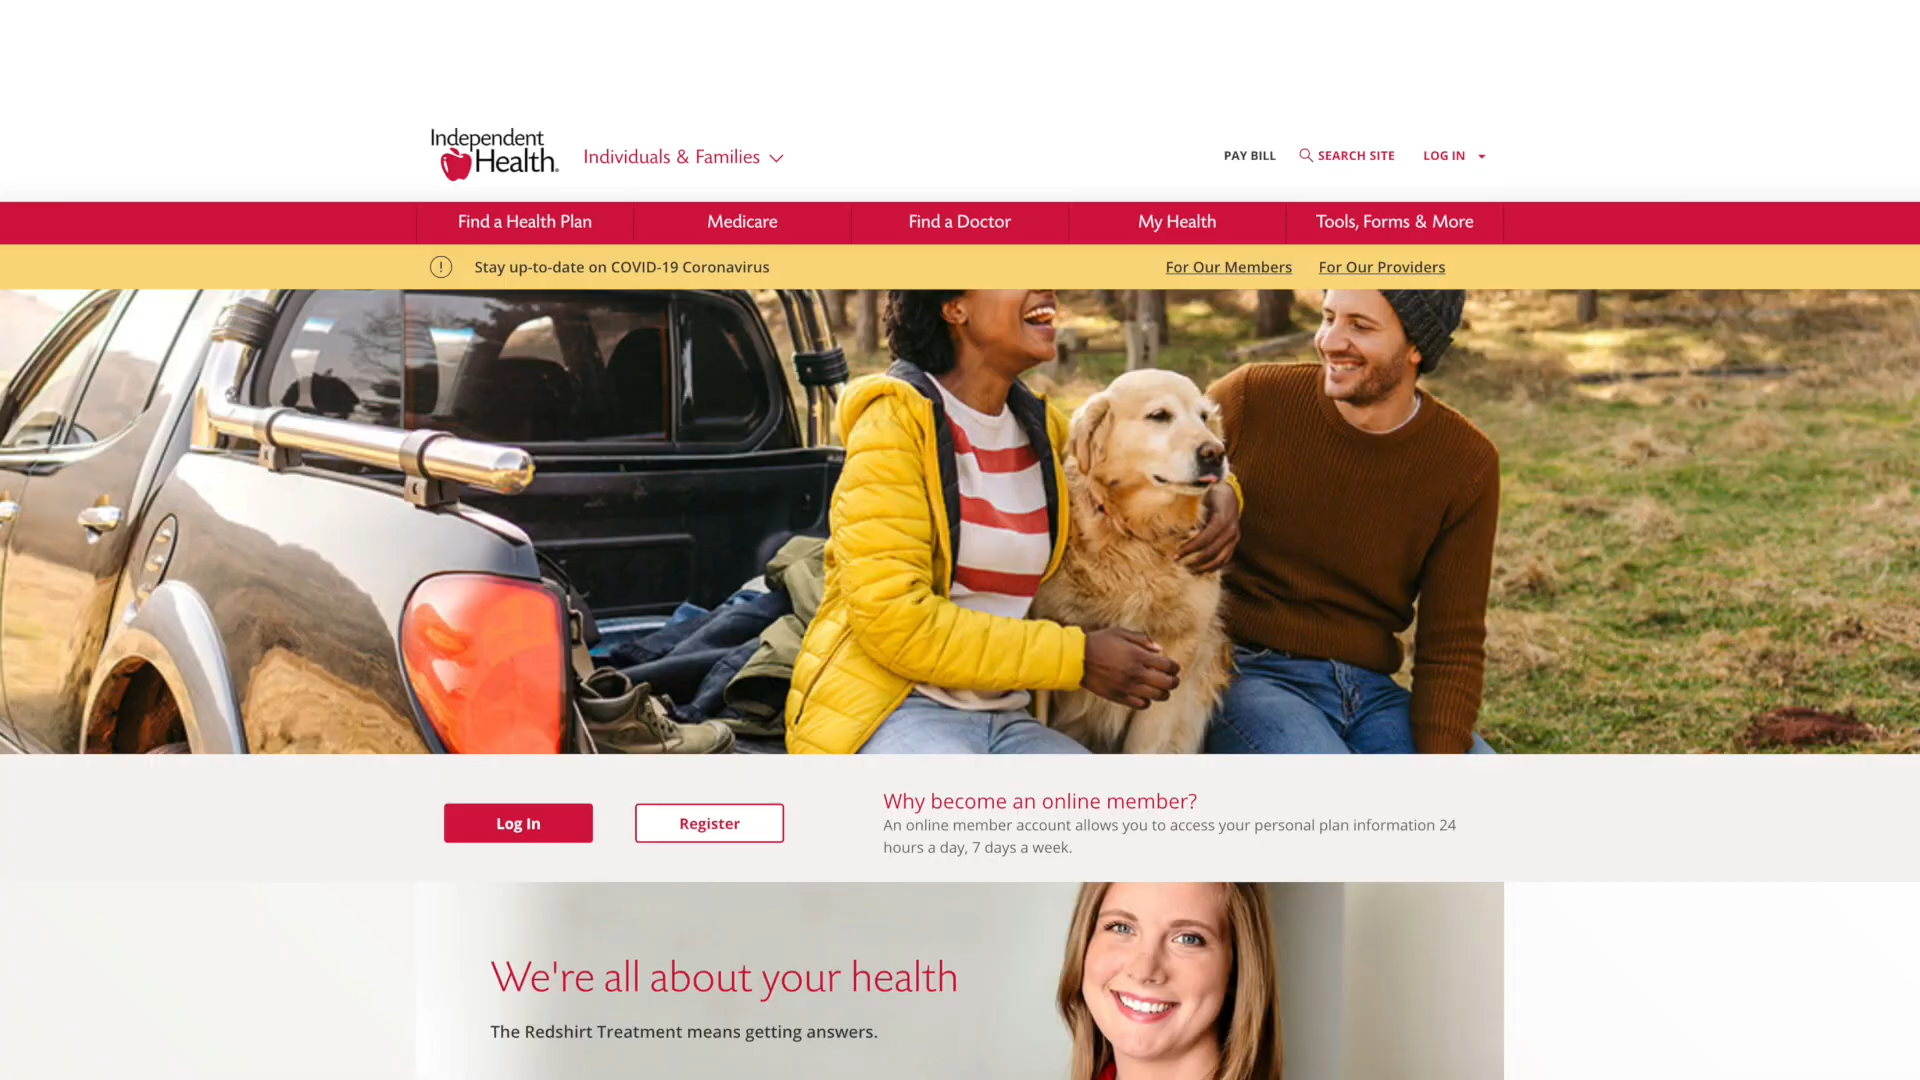 Independent
Health.
Individuals & Families
PAY BILL
SEARCH SITE
LOG IN
Find a Health Plan
Medicare
Find a Doctor
My Health
Tools, Forms & More
Stay up-to-date on COVID-19 Coronavirus
For Our Members
For Our Providers
Log In
Register
Why become an online member?
An online member account allows you to access your personal plan information 24
hours a day, 7 days a week.
We're all about your health
The Redshirt Treatment means getting answers.